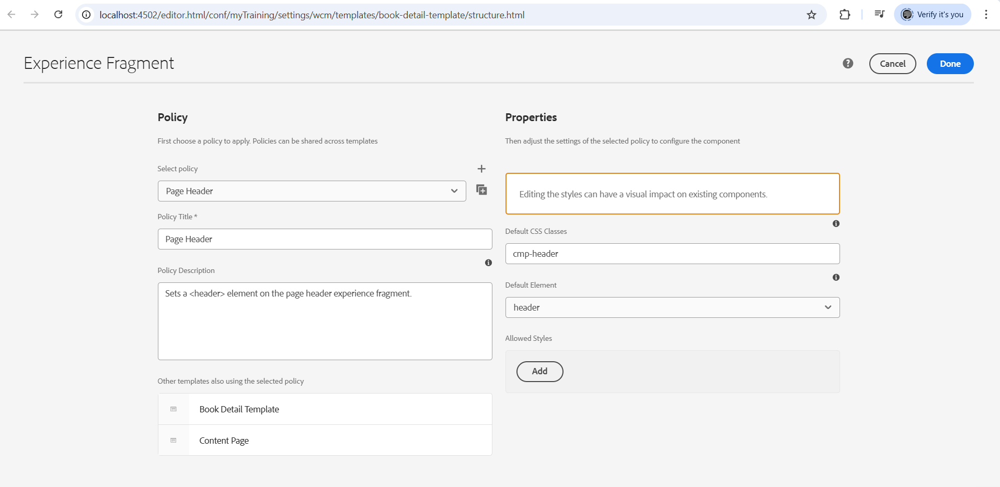 localhost:4502/editor.html/conf/myTraining/settings/wcm/templates/book-detail-template/structure.html
Verify it's you
Experience Fragment
Cancel
Done
Policy
First choose a policy to apply. Policies can be shared across templates
Select policy
Page Header
Policy Title *
Page Header
Policy Description
Sets a <header> element on the page header experience fragment.
Other templates also using the selected policy
Book Detail Template
Content Page
Properties
Then adjust the settings of the selected policy to configure the component
Editing the styles can have a visual impact on existing components.
Default CSS Classes
cmp-header
Default Element
header
Allowed Styles
Add